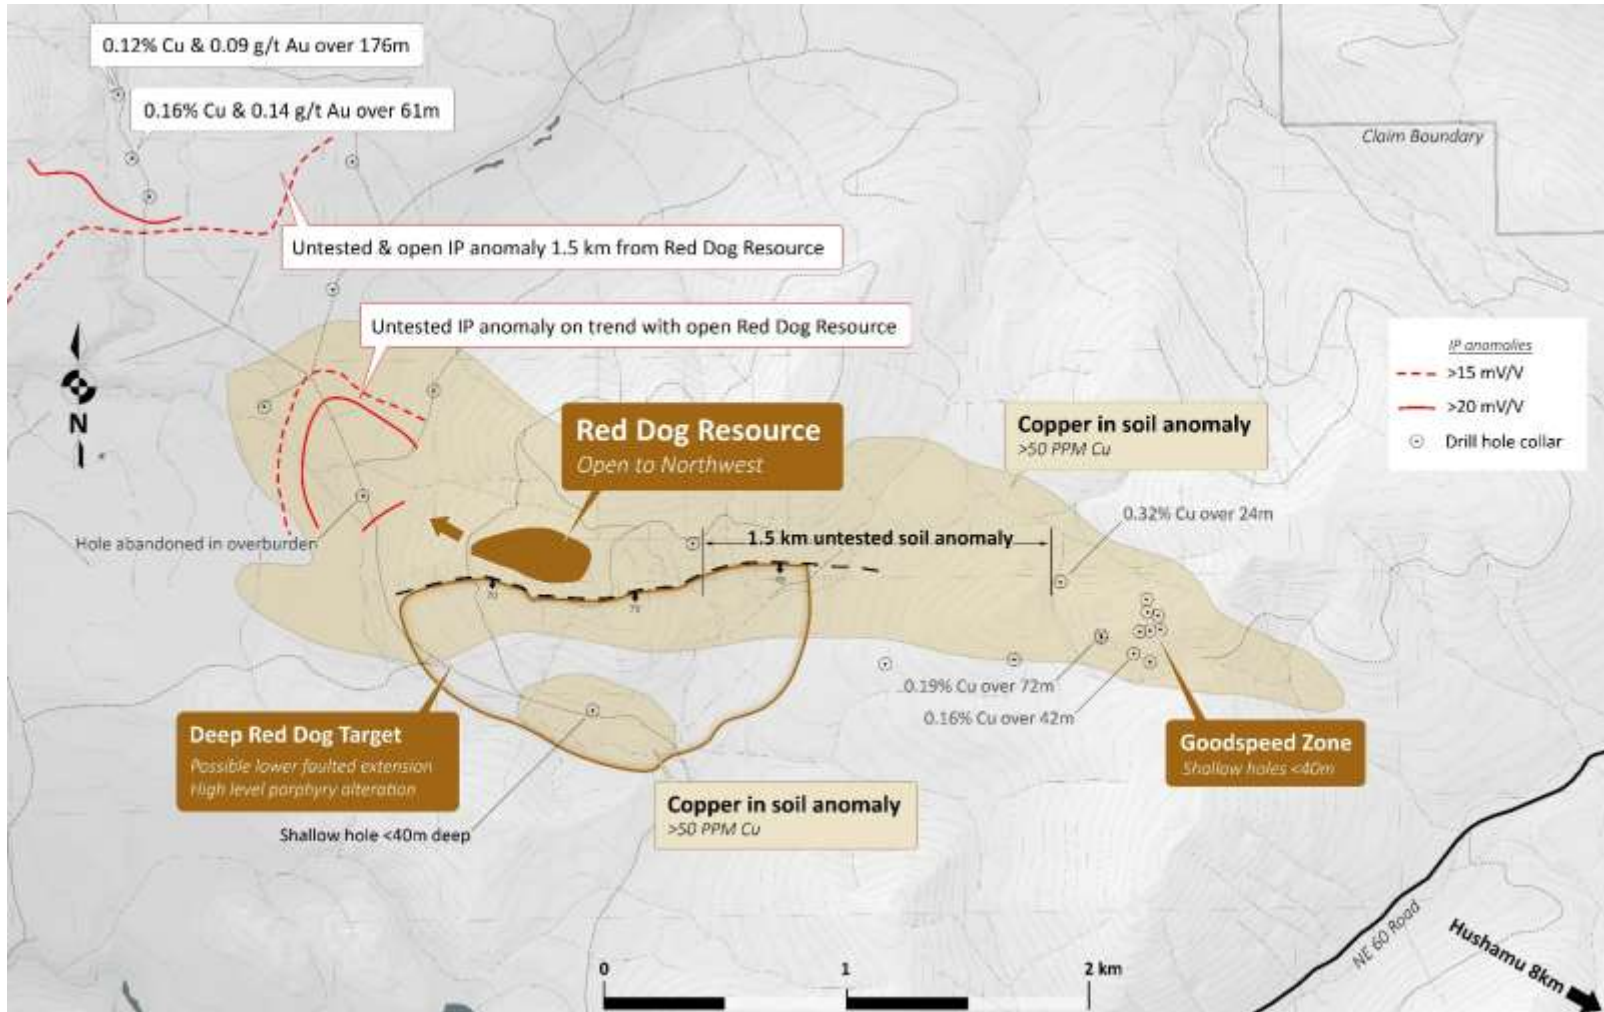 0.12% Cu & 0.09 g/t Au over 176m
0.16% Cu & 0.14 g/t Au over 61m
Claim Boundary
Untested & open IP anomaly 1.5 km from Red Dog Resource
Untested IP anomaly on trend with open Red Dog Resource
IP anomalies
>15 mV/V
>20 mV/V
Drill hole collar
N
Red Dog Resource
Open to Northwest
Copper in soil anomaly
>50 PPM Cu
0.32% Cu over 24m
Hole abandoned in overburden
1.5 km untested soil anomaly
70
0.19% Cu over 72m
0.16% Cu over 42m
Deep Red Dog Target
Possible lower faulted extension
High level porphyry alteration
Goodspeed Zone
Shallow holes <40m
Copper in soil anomaly
>50 PPM Cu
Shallow hole <40m deep
NE 60 Road
Hushamu 8km
0 1 2 km